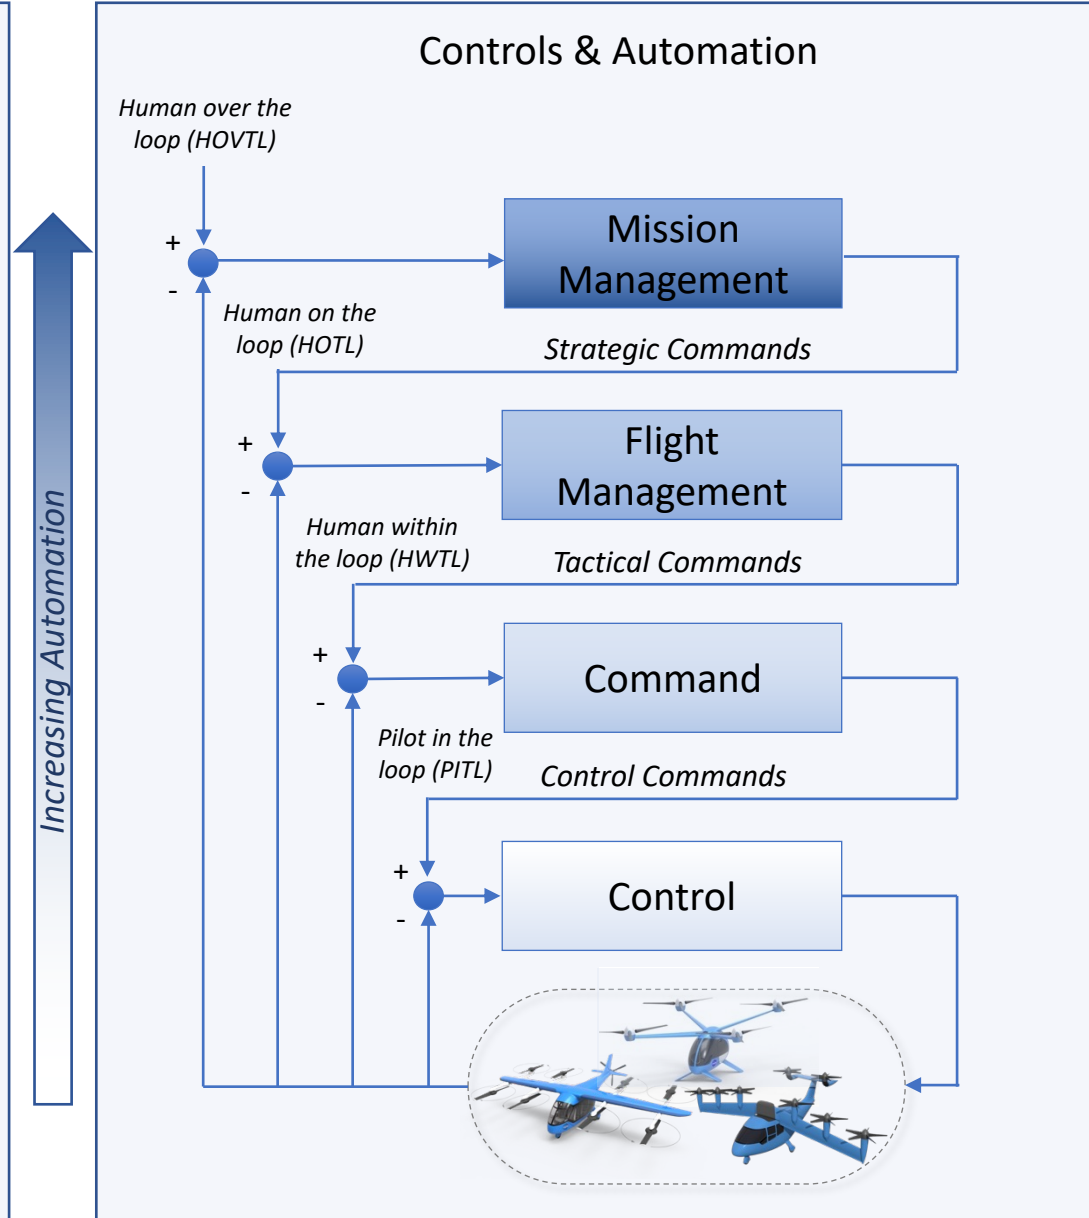 Controls & Automation
Human over the
loop (HOVTL)
+
-
Mission
Management
Human on the
loop (HOTL)
Strategic Commands
+
-
Flight
Management
Human within
the loop (HWTL)
Tactical Commands
+
-
Command
Pilot in the
loop (PITL)
Control Commands
+
-
Control
Increasing Automation